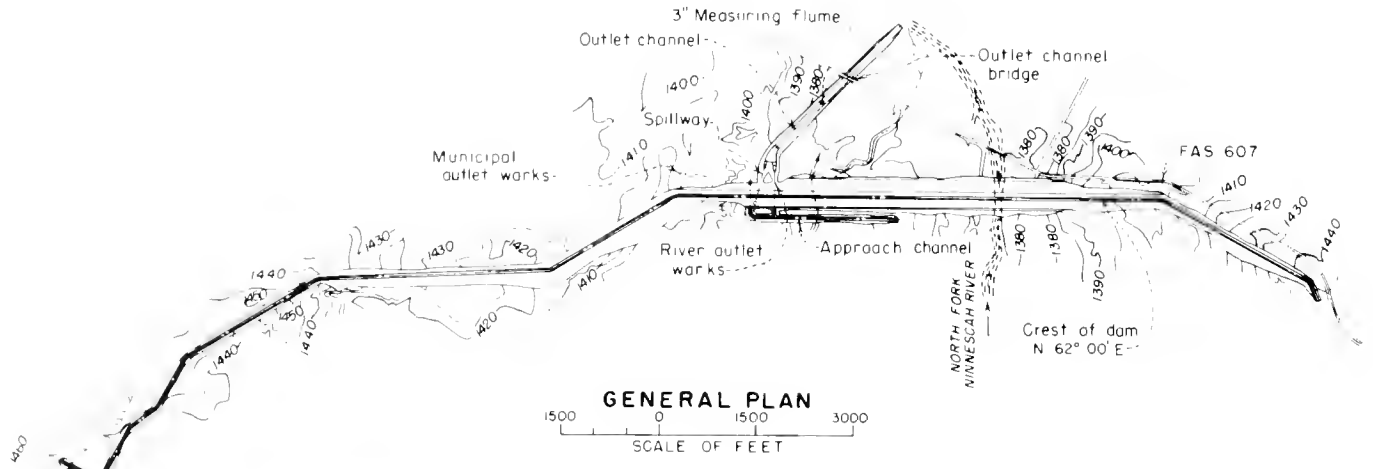 3" Measuring flume
Outlet channel
Outlet channel
bridge
1400
1390
1380
1400
Spillway
1410
Municipal
outlet works
1380
1380
1390
1400
FAS 607
1410
1420
1430
1440
1430
1430
1420
1440
1450
1440
1440
1420
1410
River outlet
works
Approach channel
NORTH FORK
NINNESCAH RIVER
1380
1380
1390
Crest of dam
N 62° 00' E
GENERAL PLAN
1500 0 1500 3000
SCALE OF FEET
1460